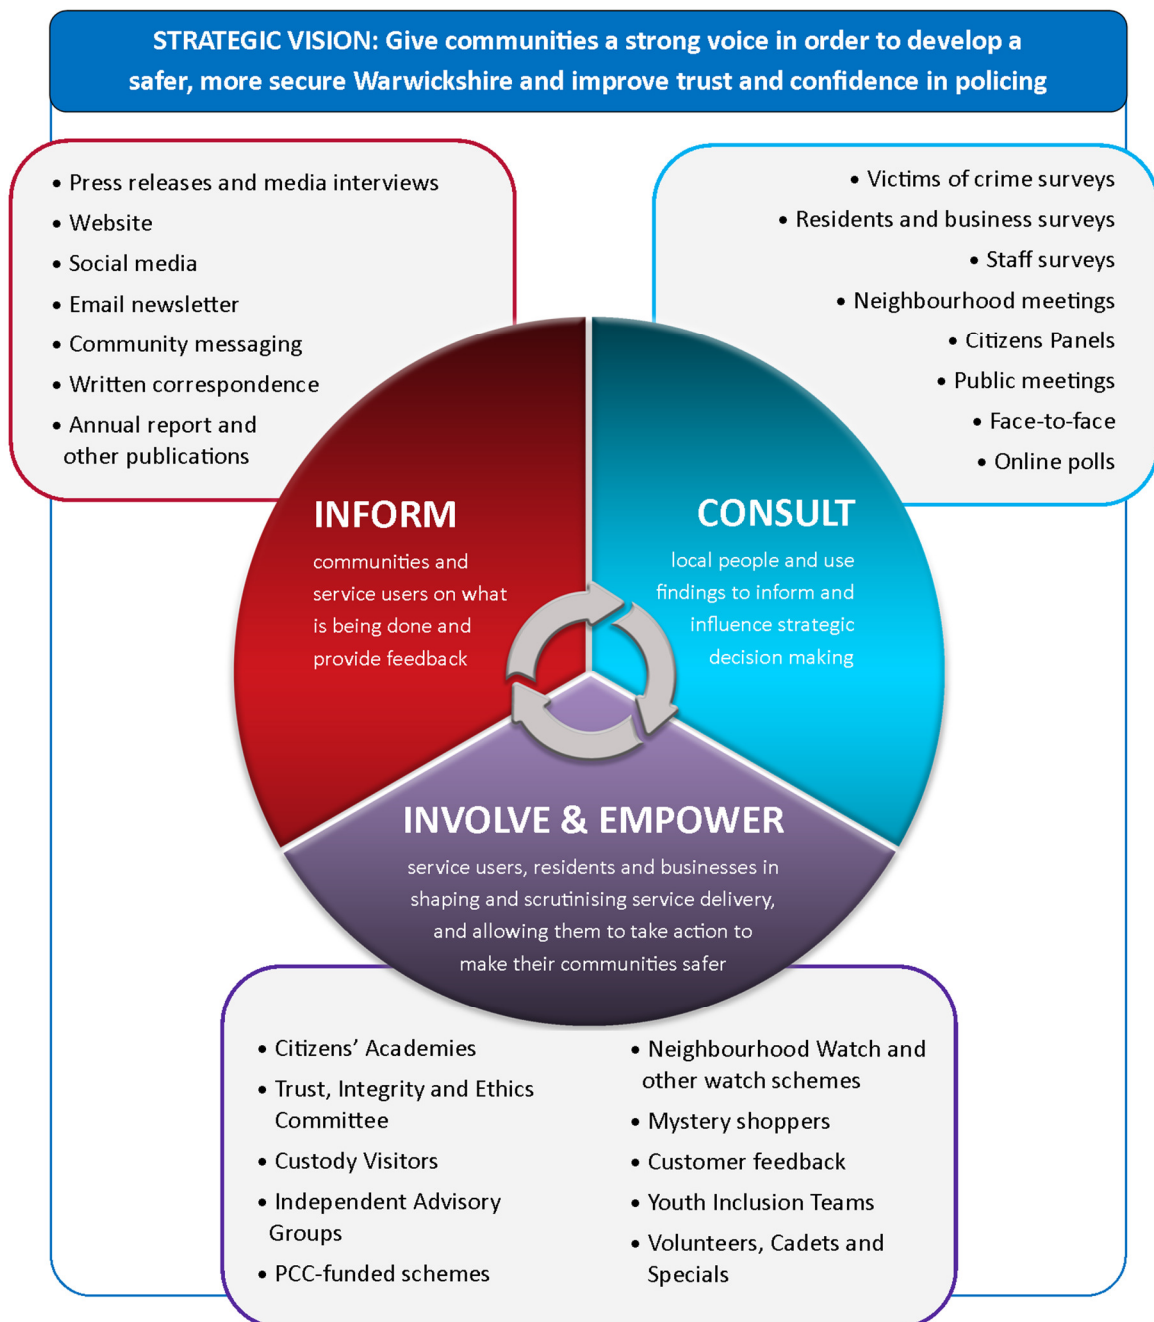 STRATEGIC VISION: Give communities a strong voice in order to develop a
safer, more secure Warwickshire and improve trust and confidence in policing
• Press releases and media interviews
• Website
• Social media
• Email newsletter
• Community messaging
• Written correspondence
• Annual report and
other publications
• Victims of crime surveys
• Residents and business surveys
• Staff surveys
• Neighbourhood meetings
• Citizens Panels
• Public meetings
• Face-to-face
• Online polls
INFORM
communities and
service users on what
is being done and
provide feedback
CONSULT
local people and use
findings to inform and
influence strategic
decision making
INVOLVE & EMPOWER
service users, residents and businesses in
shaping and scrutinising service delivery,
and allowing them to take action to
make their communities safer
• Citizens’ Academies
• Trust, Integrity and Ethics
Committee
• Custody Visitors
• Independent Advisory
Groups
• PCC-funded schemes
• Neighbourhood Watch and
other watch schemes
• Mystery shoppers
• Customer feedback
• Youth Inclusion Teams
• Volunteers, Cadets and
Specials